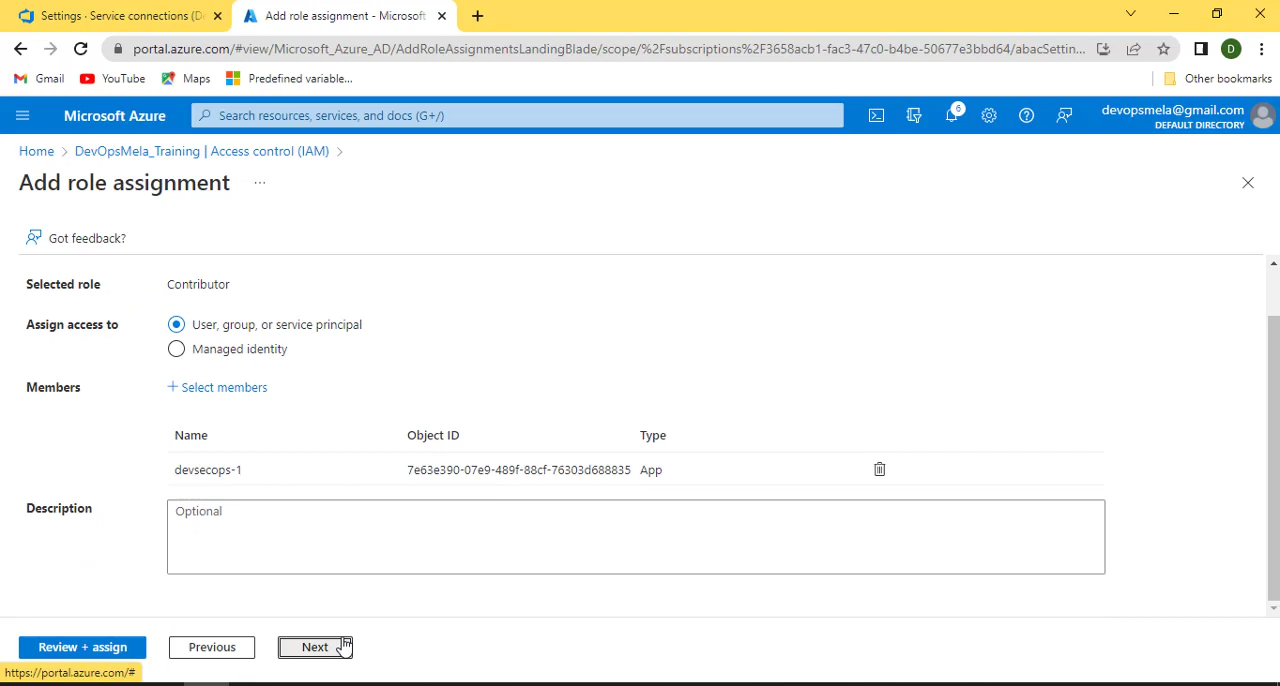 Settings · Service connections (D
Add role assignment - Microsoft
portal.azure.com/#view/Microsoft_Azure_AD/AddRoleAssignmentsLandingBlade/scope/%2Fsubscriptions%2F3658acb1-fac3-47c0-b4be-50677e3bbd64/abacSettin...
D
Gmail
YouTube
Maps
Predefined variable...
Other bookmarks
Microsoft Azure
Search resources, services, and docs (G+/)
6
devopsmela@gmail.com
DEFAULT DIRECTORY
Home > DevOpsMela_Training | Access control (IAM) >
Add role assignment ...
Got feedback?
Selected role Contributor
Assign access to User, group, or service principal
Managed identity
Members + Select members
Name Object ID Type
devsecops-1 7e63e390-07e9-489f-88cf-76303d688835 App
Description Optional
Review + assign Previous Next
https://portal.azure.com/#